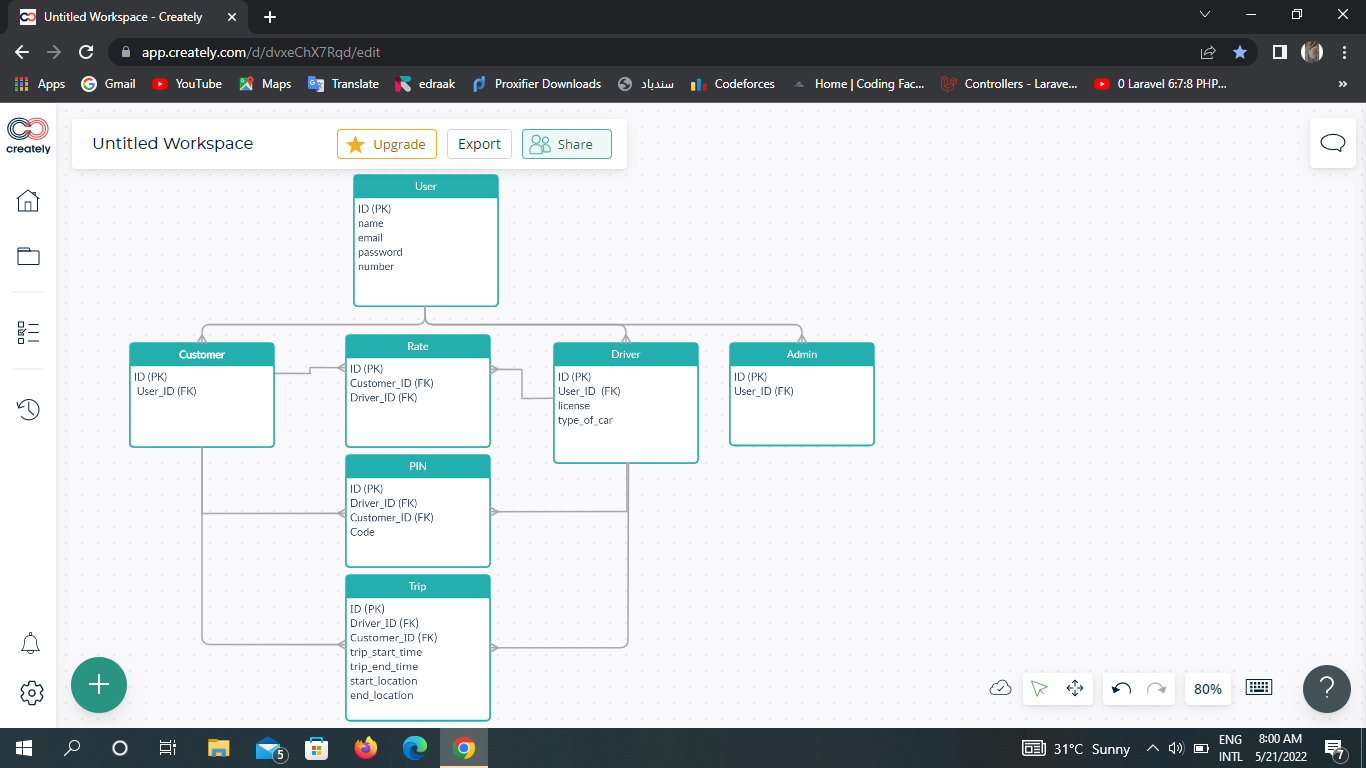 Untitled Workspace - Creately
app.creately.com/d/dvxeChX7Rqd/edit
Apps
Gmail
YouTube
Maps
Translate
edraak
Proxifier Downloads
سندباد
Codeforces
Home | Coding Fac...
Controllers - Larave...
0 Laravel 6:7:8 PHP...
»
creately
Untitled Workspace
Upgrade
Export
Share
User
ID (PK)
name
email
password
number
Customer
ID (PK)
User_ID (FK)
Rate
ID (PK)
Customer_ID (FK)
Driver_ID (FK)
Driver
ID (PK)
User_ID (FK)
license
type_of_car
Admin
ID (PK)
User_ID (FK)
PIN
ID (PK)
Driver_ID (FK)
Customer_ID (FK)
Code
Trip
ID (PK)
Driver_ID (FK)
Customer_ID (FK)
trip_start_time
trip_end_time
start_location
end_location
80%
?
5
31°C Sunny
ENG
INTL
8:00 AM
5/21/2022
7